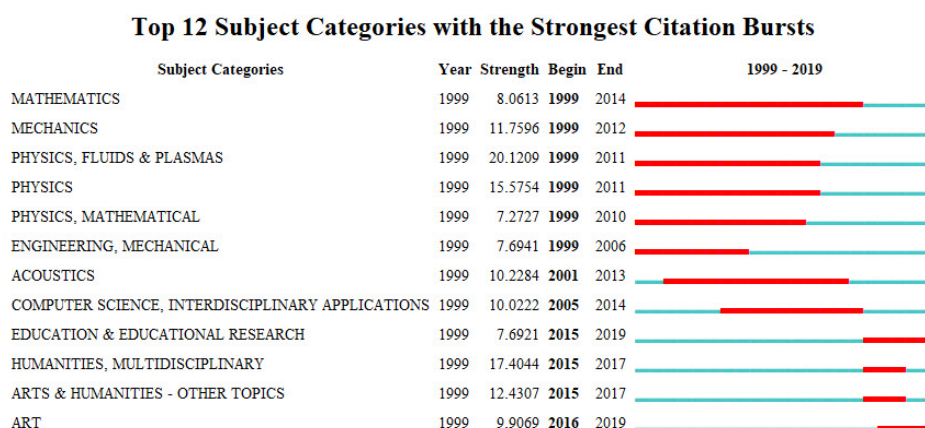 Top 12 Subject Categories with the Strongest Citation Bursts
Subject Categories Year Strength Begin End 1999 - 2019
MATHEMATICS 1999 8.0613 1999 2014
MECHANICS 1999 11.7596 1999 2012
PHYSICS, FLUIDS & PLASMAS 1999 20.1209 1999 2011
PHYSICS 1999 15.5754 1999 2011
PHYSICS, MATHEMATICAL 1999 7.2727 1999 2010
ENGINEERING, MECHANICAL 1999 7.6941 1999 2006
ACOUSTICS 1999 10.2284 2001 2013
COMPUTER SCIENCE, INTERDISCIPLINARY APPLICATIONS 1999 10.0222 2005 2014
EDUCATION & EDUCATIONAL RESEARCH 1999 7.6921 2015 2019
HUMANITIES, MULTIDISCIPLINARY 1999 17.4044 2015 2017
ARTS & HUMANITIES - OTHER TOPICS 1999 12.4307 2015 2017
ART 1999 9.9069 2016 2019